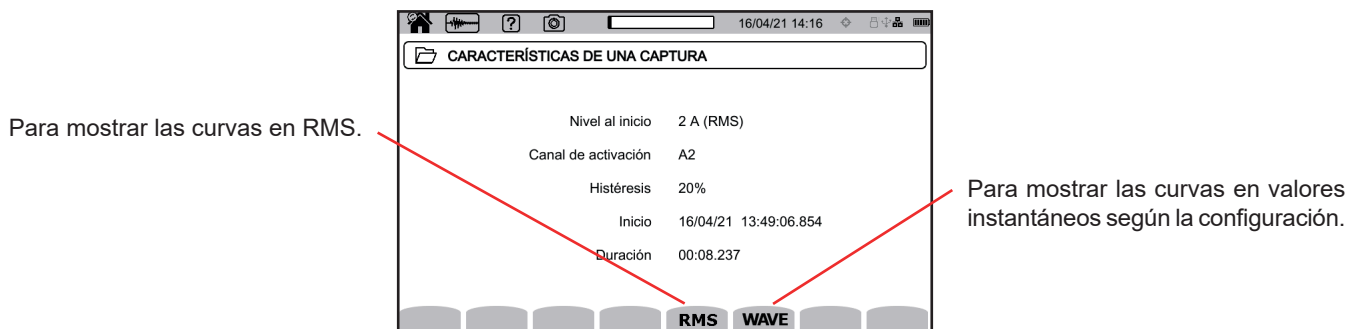 ?
16/04/21 14:16
CARACTERÍSTICAS DE UNA CAPTURA
Para mostrar las curvas en RMS.
Nivel al inicio 2 A (RMS)
Canal de activación A2
Histéresis 20%
Inicio 16/04/21 13:49:06.854
Duración 00:08.237
Para mostrar las curvas en valores
instantáneos según la configuración.
RMS WAVE